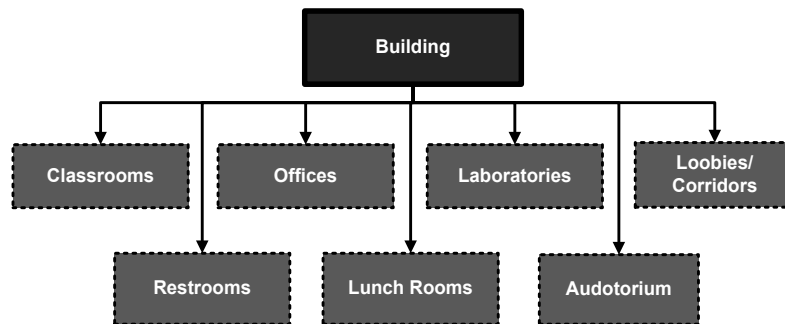 Building
Classrooms
Offices
Laboratories
Loobies/
Corridors
Restrooms
Lunch Rooms
Audotorium